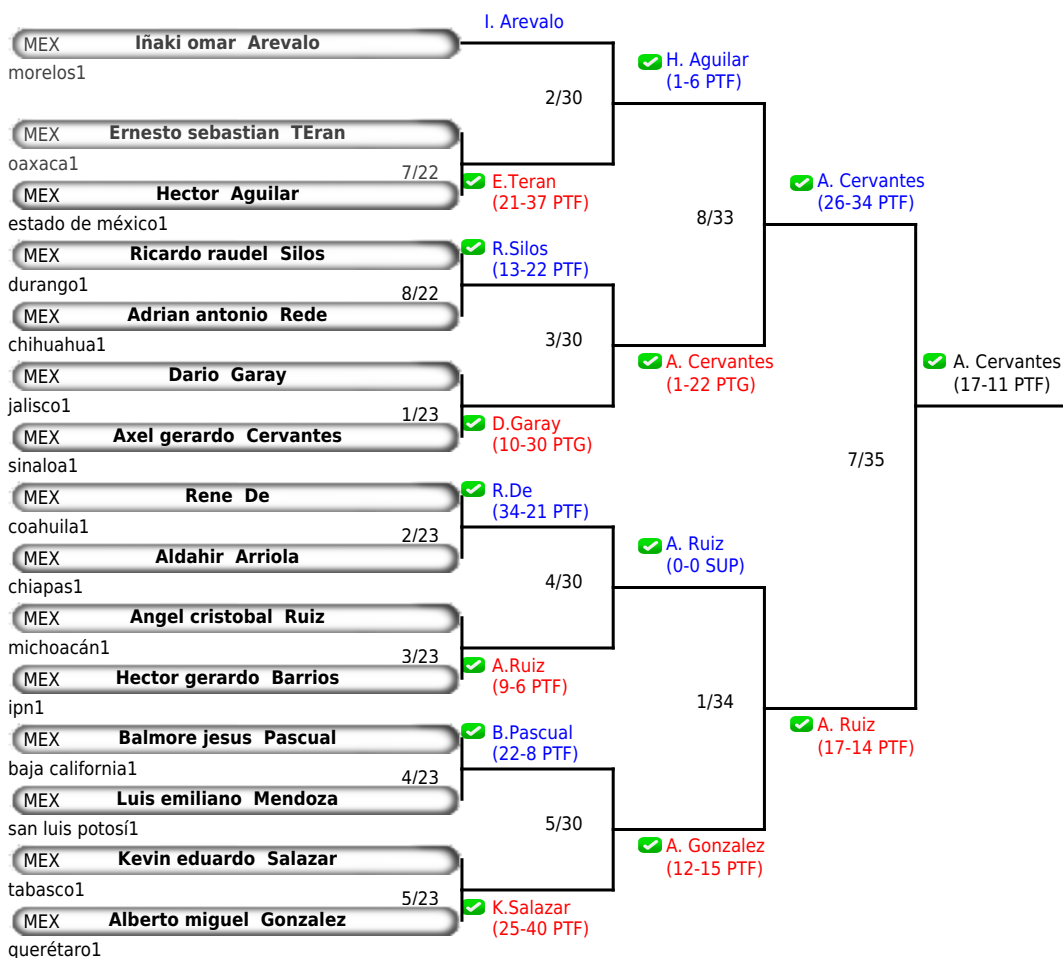 I. Arevalo
MEX Iñaki omar Arevalo
morelos1
H. Aguilar
(1-6 PTF)
2/30
MEX Ernesto sebastian TEran
oaxaca1
7/22
E.Teran
(21-37 PTF)
MEX Hector Aguilar
estado de méxico1
A. Cervantes
(26-34 PTF)
8/33
MEX Ricardo raudel Silos
durango1
R.Silos
(13-22 PTF)
8/22
MEX Adrian antonio Rede
chihuahua1
3/30
A. Cervantes
(1-22 PTG)
MEX Dario Garay
jalisco1
1/23
D.Garay
(10-30 PTG)
MEX Axel gerardo Cervantes
sinaloa1
A. Cervantes
(17-11 PTF)
7/35
MEX Rene De
coahuila1
R.De
(34-21 PTF)
2/23
MEX Aldahir Arriola
chiapas1
A. Ruiz
(0-0 SUP)
4/30
MEX Angel cristobal Ruiz
michoacán1
3/23
A.Ruiz
(9-6 PTF)
MEX Hector gerardo Barrios
ipn1
1/34
A. Ruiz
(17-14 PTF)
MEX Balmore jesus Pascual
baja california1
B.Pascual
(22-8 PTF)
4/23
MEX Luis emiliano Mendoza
san luis potosí1
5/30
A. Gonzalez
(12-15 PTF)
MEX Kevin eduardo Salazar
tabasco1
5/23
K.Salazar
(25-40 PTF)
MEX Alberto miguel Gonzalez
querétaro1